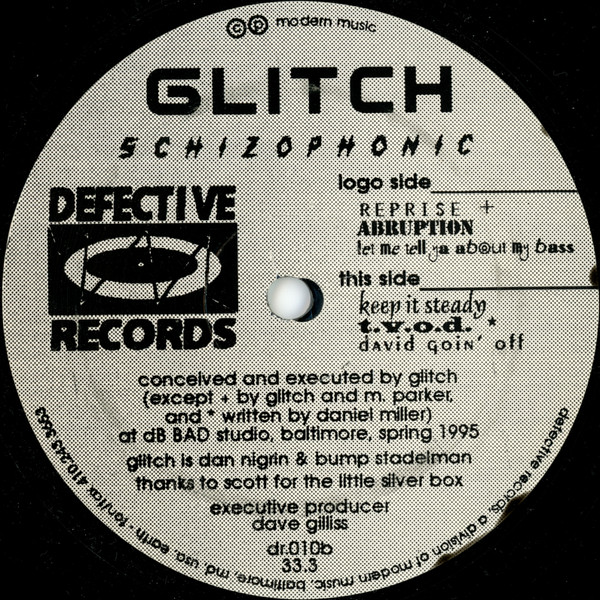 © ℗ modern music
GLITCH
SCHIZOPHONIC
DEFECTIVE
RECORDS
logo side
REPRISE +
ABRUPTION
let me tell ya about my bass
this side
keep it steady
t.v.o.d. *
david goin' off
conceived and executed by glitch
(except + by glitch and m. parker,
and * written by daniel miller)
at dB BAD studio, baltimore, spring 1995
glitch is dan nigrin & bump stadelman
thanks to scott for the little silver box
executive producer
dave gilliss
dr.010b
33.3
defective records, a division of modern music, baltimore, md, usa, earth - fon/fax 410.243.3653